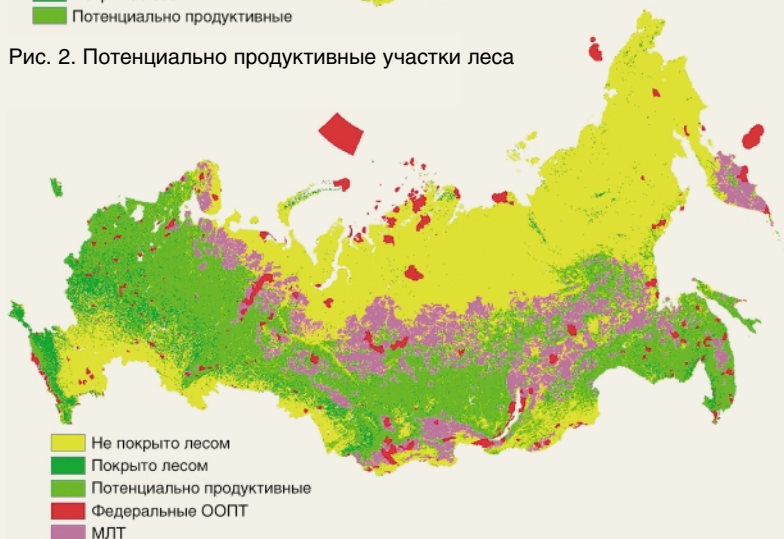 Потенциально продуктивные
Рис. 2. Потенциально продуктивные участки леса
Не покрыто лесом
Покрыто лесом
Потенциально продуктивные
Федеральные ООПТ
МЛТ